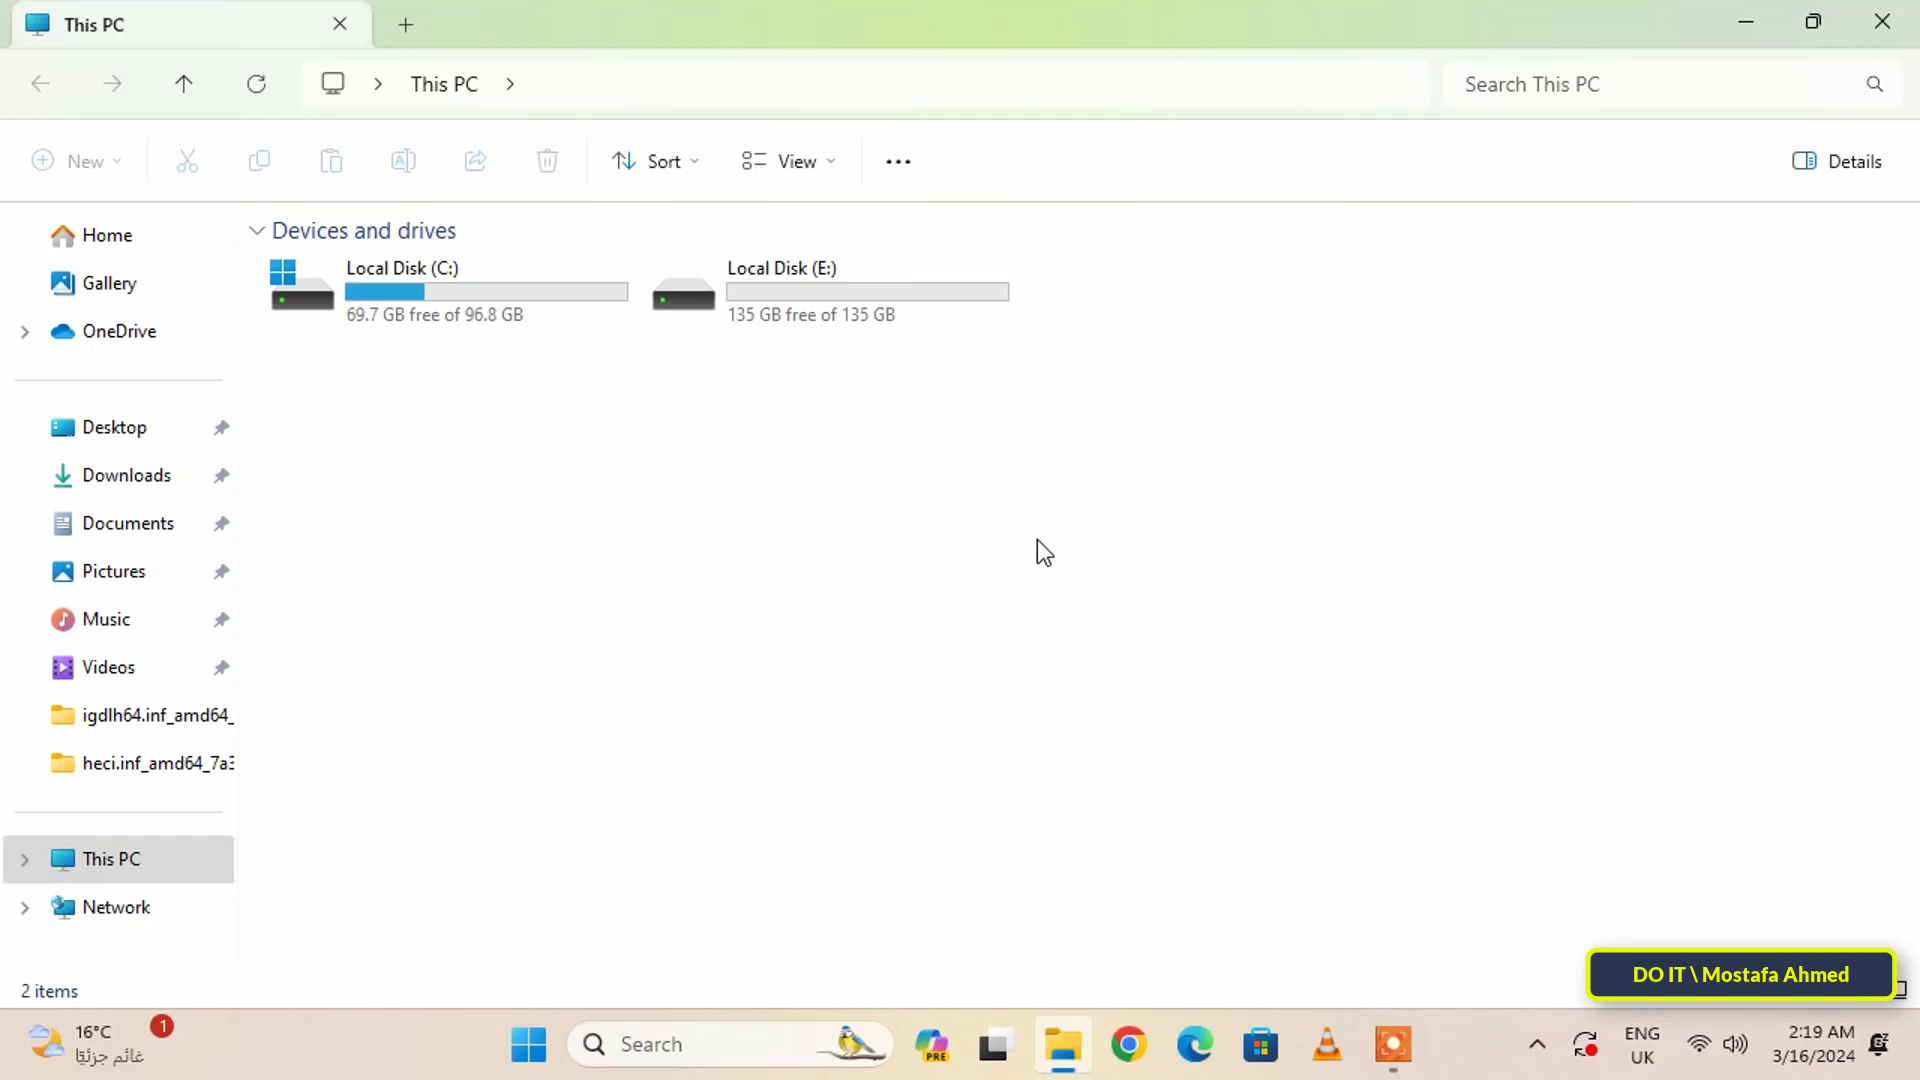 This PC
This PC
Search This PC
New
Sort
View
Details
Home
Gallery
OneDrive
Desktop
Downloads
Documents
Pictures
Music
Videos
igdlh64.inf_amd64_
heci.inf_amd64_7a3
This PC
Network
Devices and drives
Local Disk (C:)
69.7 GB free of 96.8 GB
Local Disk (E:)
135 GB free of 135 GB
2 items
DO IT \ Mostafa Ahmed
16°C
غائم جزئيًا
1
Search
PRE
ENG
UK
2:19 AM
3/16/2024